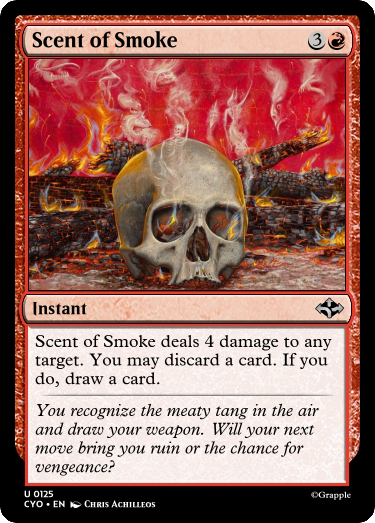 Scent of Smoke 3
Instant
Scent of Smoke deals 4 damage to any
target. You may discard a card. If you
do, draw a card.
You recognize the meaty tang in the air
and draw your weapon. Will your next
move bring you ruin or the chance for
vengeance?
U 0125
CYO • EN Chris Achilleos
©Grapple